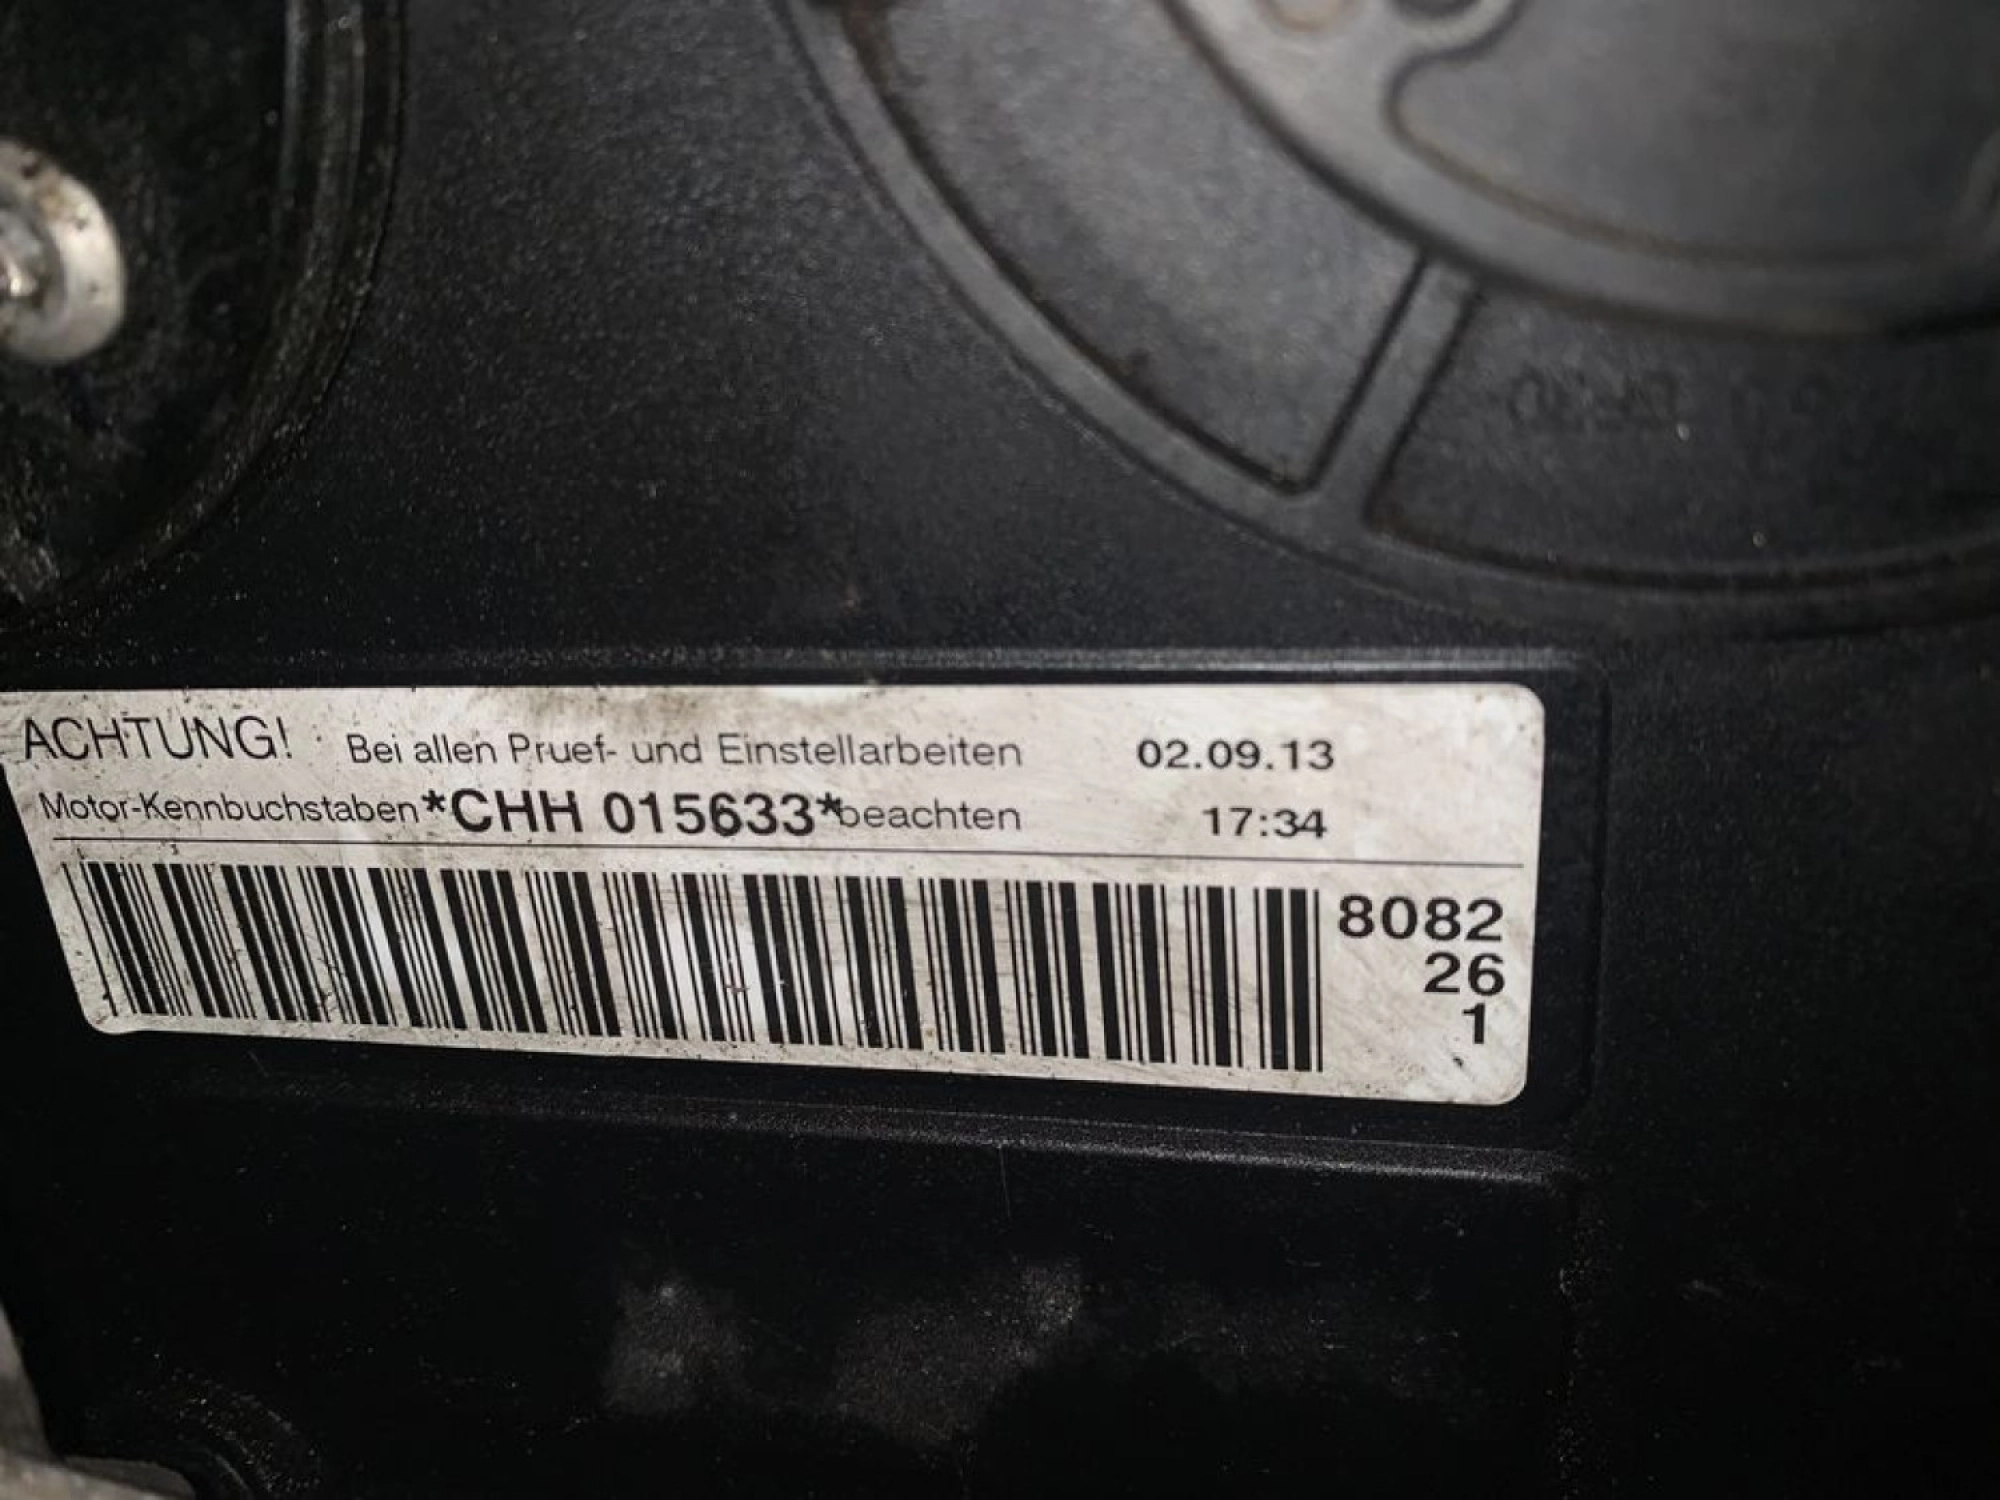 ACHTUNG! Bei allen Pruef- und Einstellarbeiten 02.09.13
Motor-Kennbuchstaben *CHH 015633* beachten 17:34
8082
26
1